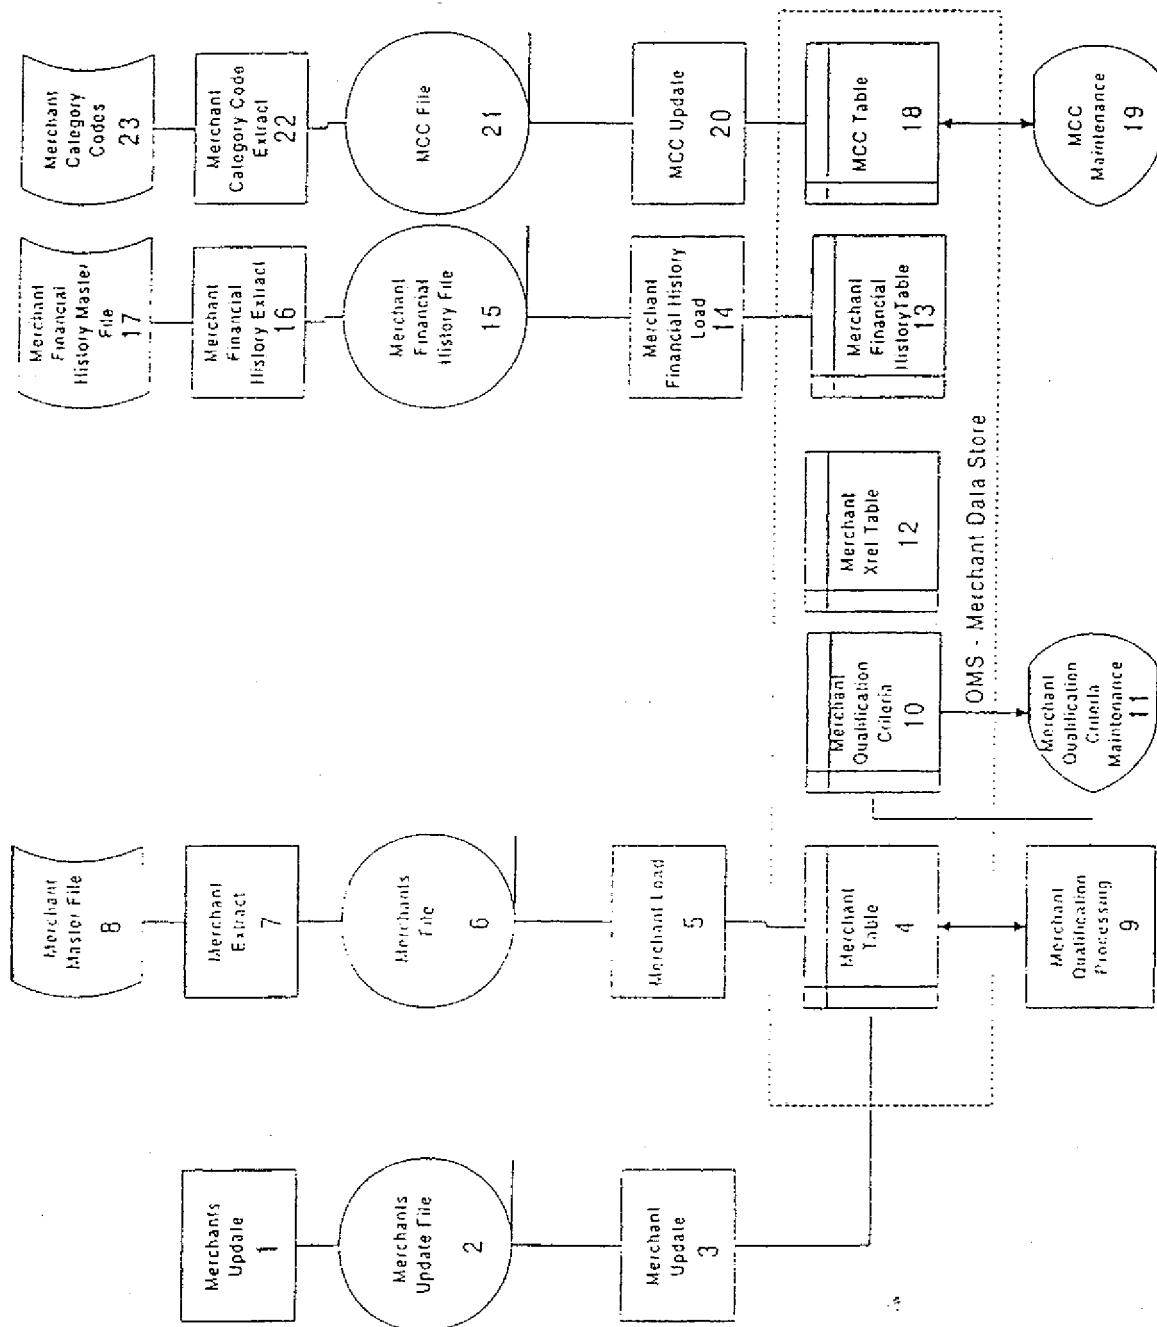 Merchants
Update
1
Merchants
Update File
2
Merchant
Update
3
Merchant
Master File
8
Merchant
Extract
7
Merchants
File
6
Merchant Load
5
Merchant
Table
4
Merchant
Qualification
Processing
9
Merchant
Qualification
Criteria
10
Merchant
Qualification
Criteria
Maintenance
11
Merchant
Xref Table
12
OMS - Merchant Data Store
Merchant
Financial
History Master
File
17
Merchant
Financial
History Extract
16
Merchant
Financial
History File
15
Merchant
Financial History
Load
14
Merchant
Financial
HistoryTable
13
Merchant
Category
Codes
23
Merchant
Category Code
Extract
22
MCC File
21
MCC Update
20
MCC Table
18
MCC
Maintenance
19